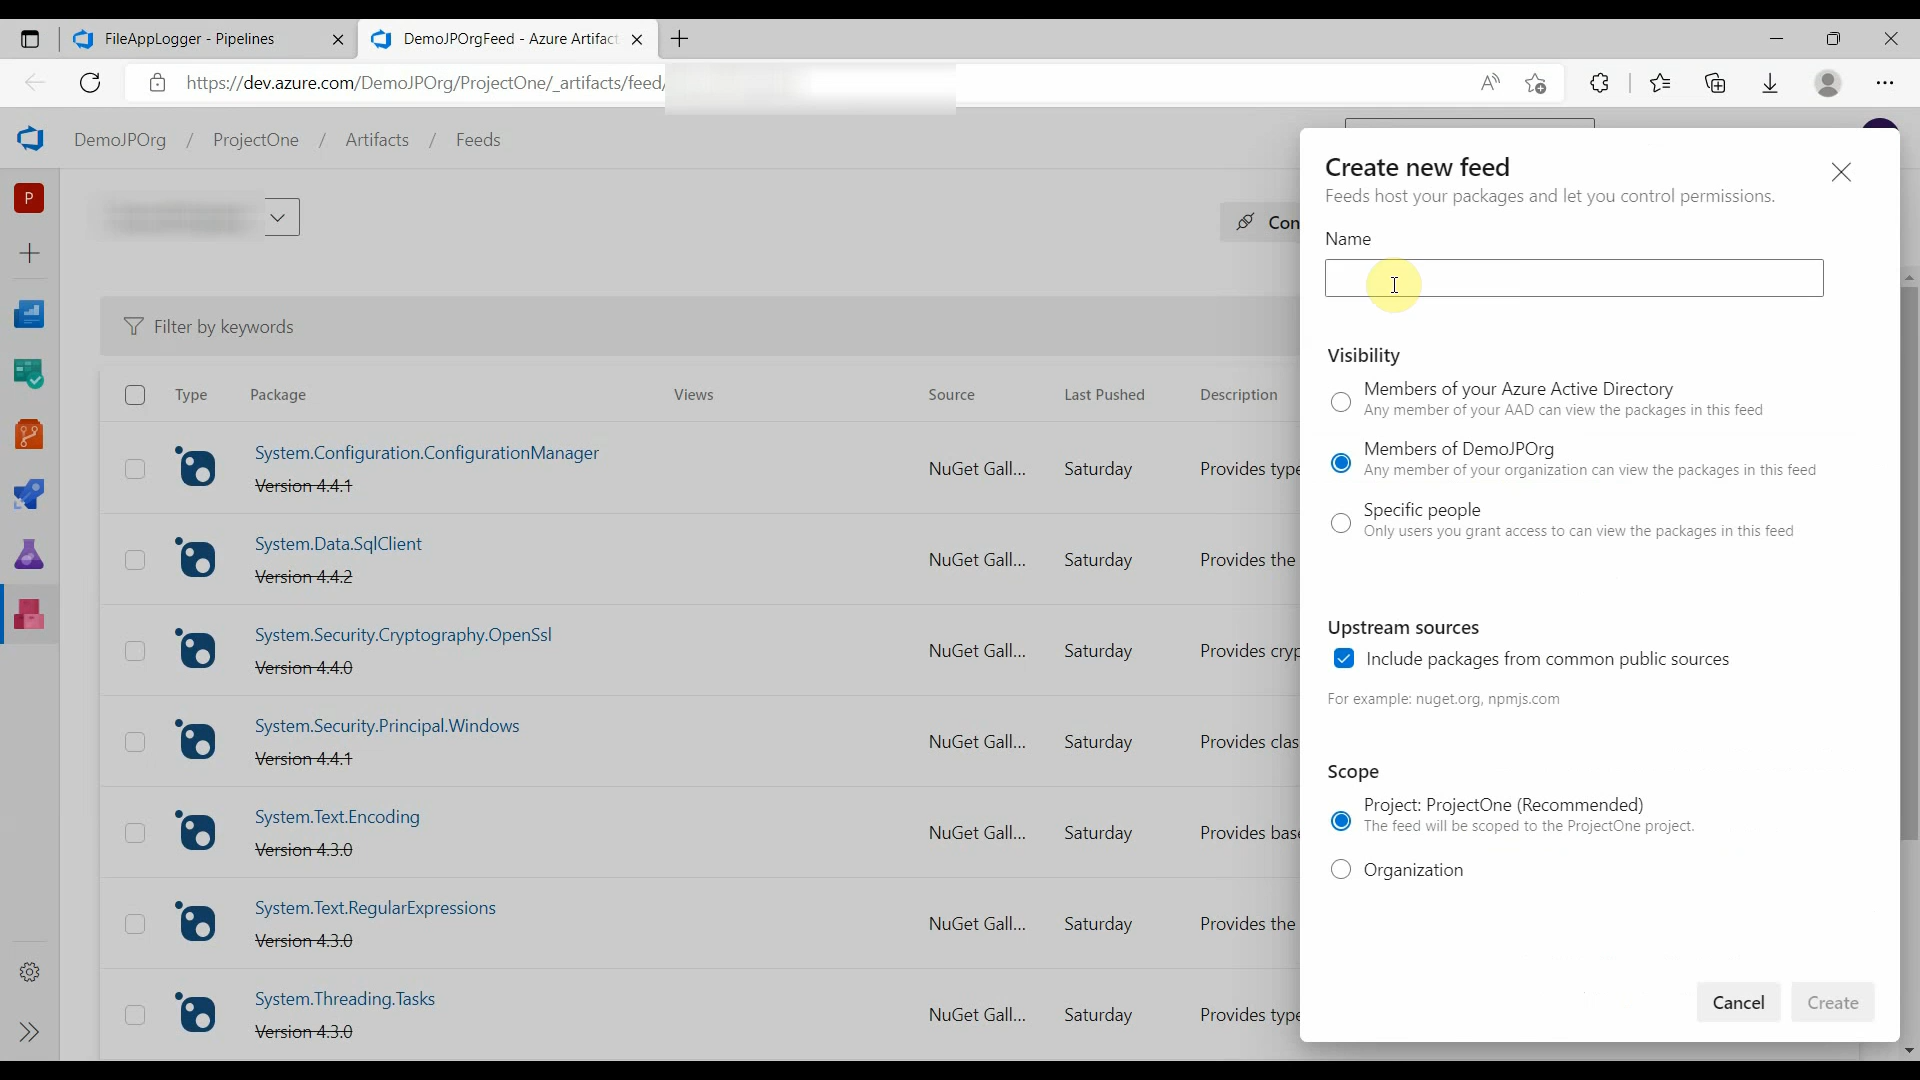 FileAppLogger - Pipelines
DemoJPOrgFeed - Azure Artifact
https://dev.azure.com/DemoJPOrg/ProjectOne/_artifacts/feed/
DemoJPOrg / ProjectOne / Artifacts / Feeds
P
Con
Filter by keywords
Type Package Views Source Last Pushed Description
System.Configuration.ConfigurationManager
Version 4.4.1
NuGet Gall... Saturday Provides type
System.Data.SqlClient
Version 4.4.2
NuGet Gall... Saturday Provides the
System.Security.Cryptography.OpenSsl
Version 4.4.0
NuGet Gall... Saturday Provides cryp
System.Security.Principal.Windows
Version 4.4.1
NuGet Gall... Saturday Provides clas
System.Text.Encoding
Version 4.3.0
NuGet Gall... Saturday Provides base
System.Text.RegularExpressions
Version 4.3.0
NuGet Gall... Saturday Provides the
System.Threading.Tasks
Version 4.3.0
NuGet Gall... Saturday Provides type
Create new feed
Feeds host your packages and let you control permissions.
Name
Visibility
Members of your Azure Active Directory
Any member of your AAD can view the packages in this feed
Members of DemoJPOrg
Any member of your organization can view the packages in this feed
Specific people
Only users you grant access to can view the packages in this feed
Upstream sources
Include packages from common public sources
For example: nuget.org, npmjs.com
Scope
Project: ProjectOne (Recommended)
The feed will be scoped to the ProjectOne project.
Organization
Cancel
Create